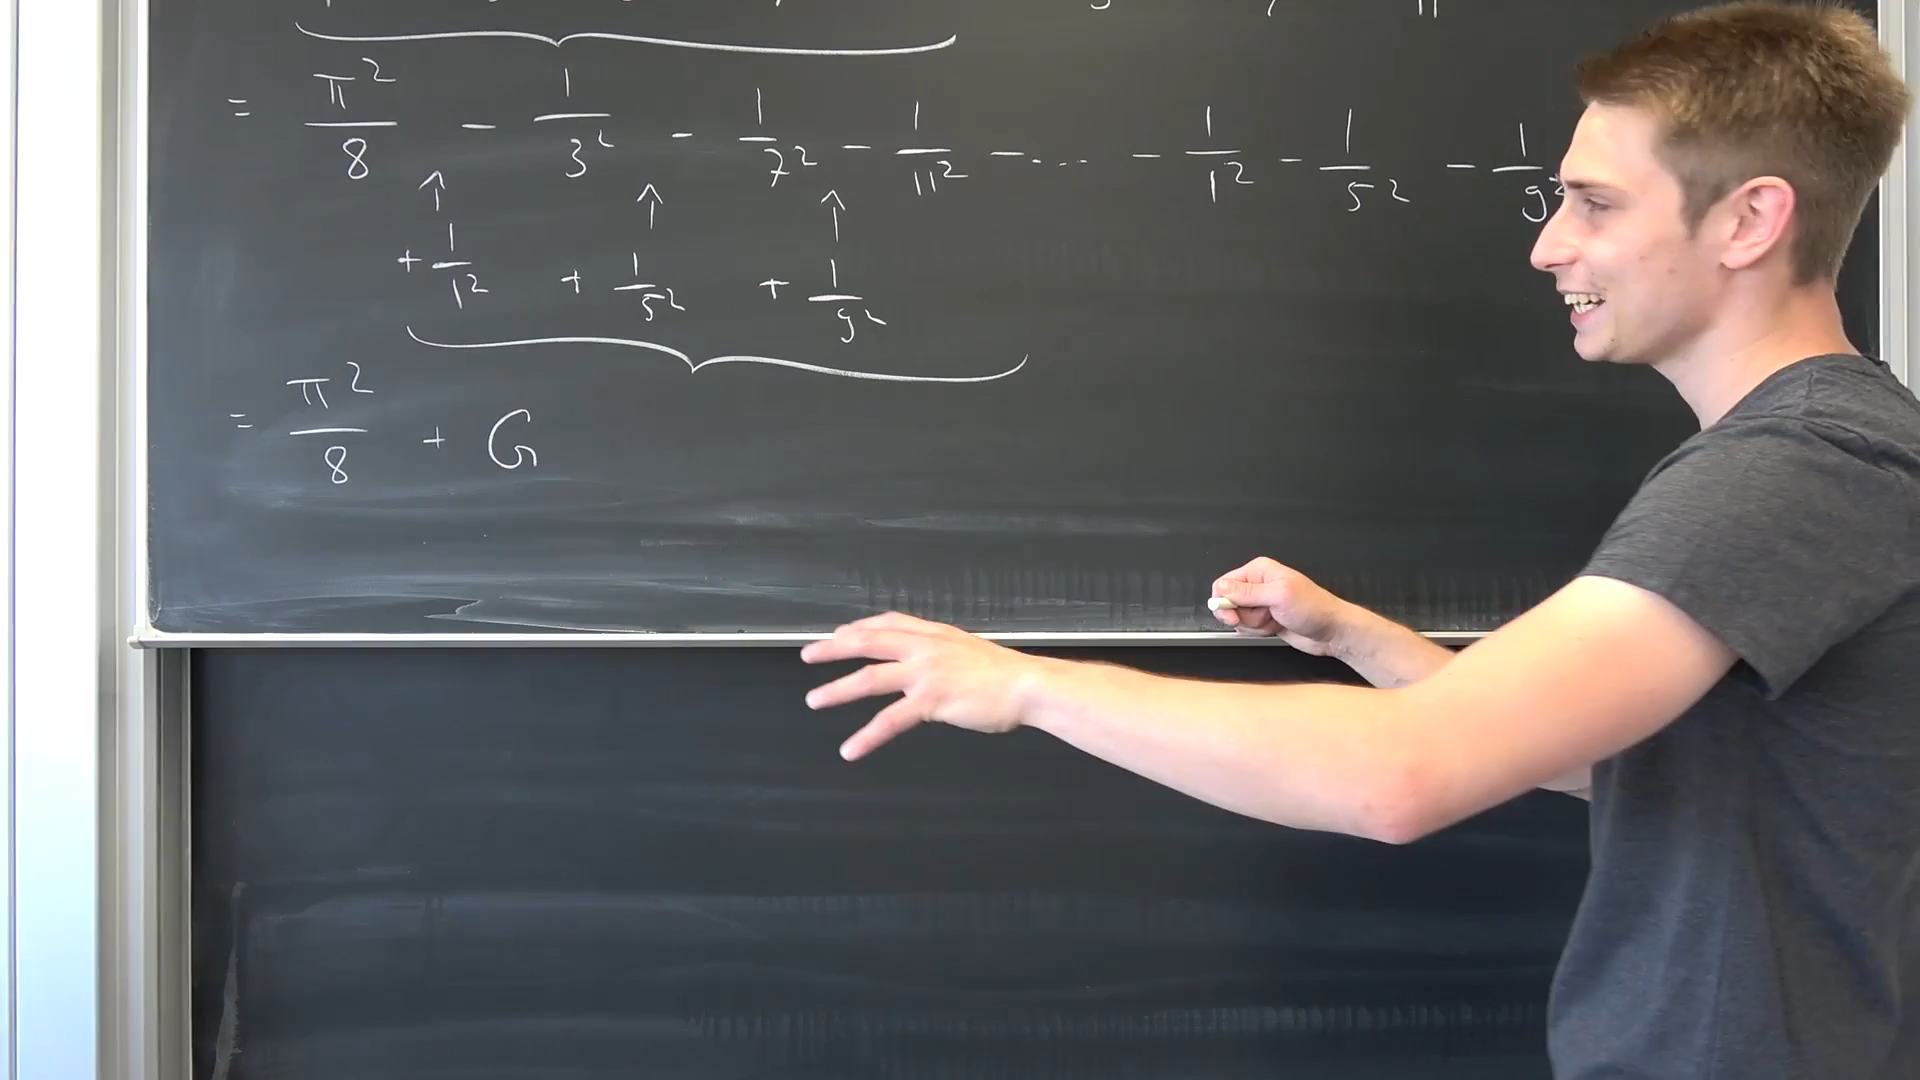 = π²/8 - 1/3² - 1/7² - 1/11² - ... - 1/1² - 1/5² - 1/9²
↑ ↑ ↑
+ 1/1² + 1/5² + 1/9²
= π²/8 + G